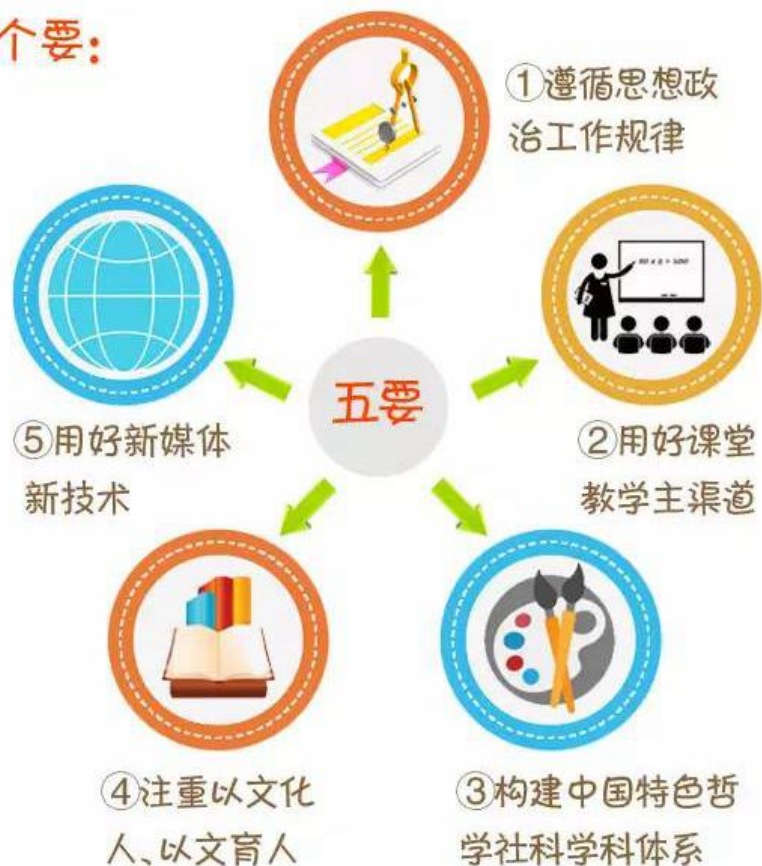 个要:
①遵循思想政
治工作规律
五要
②用好课堂
教学主渠道
③构建中国特色哲
学社科学科体系
④注重以文化
人、以文育人
⑤用好新媒体
新技术